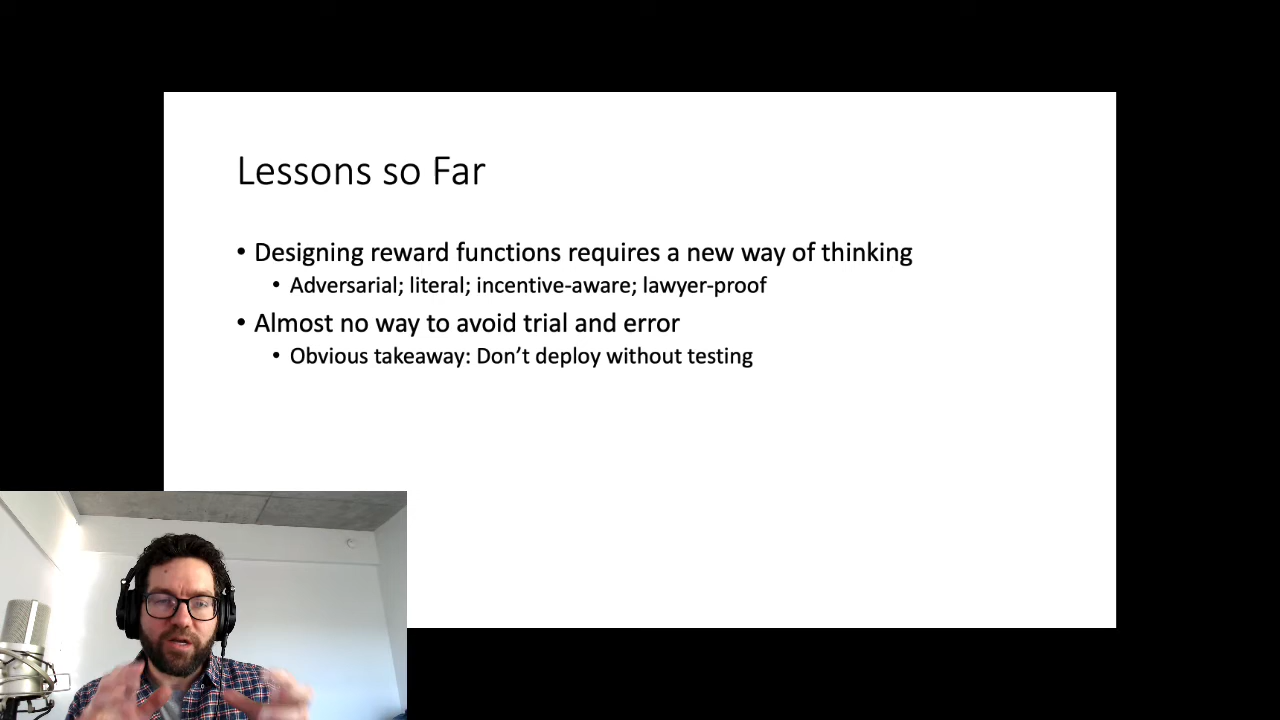 Lessons so Far
• Designing reward functions requires a new way of thinking
• Adversarial; literal; incentive-aware; lawyer-proof
• Almost no way to avoid trial and error
• Obvious takeaway: Don’t deploy without testing